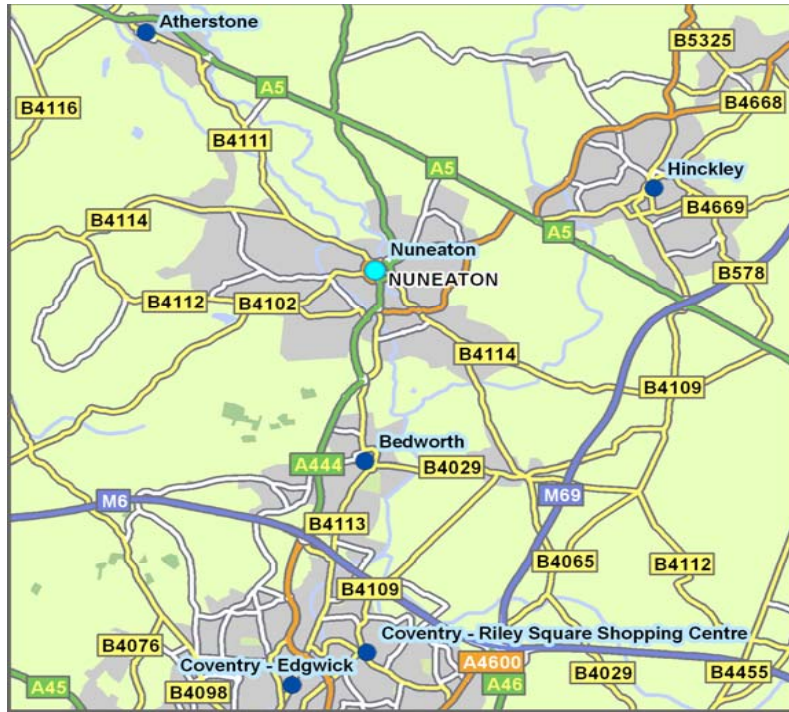 Atherstone
B5325
B4116
A5
B4668
B4111
A5
Hinckley
B4114
B4669
A5
Nuneaton
NUNEATON
B578
B4112
B4102
B4114
B4109
Bedworth
A444
B4029
M6
M69
B4113
B4065
B4109
B4112
B4076
Coventry - Riley Square Shopping Centre
Coventry - Edgwick
A4600
A45
B4098
A46
B4029
B4455